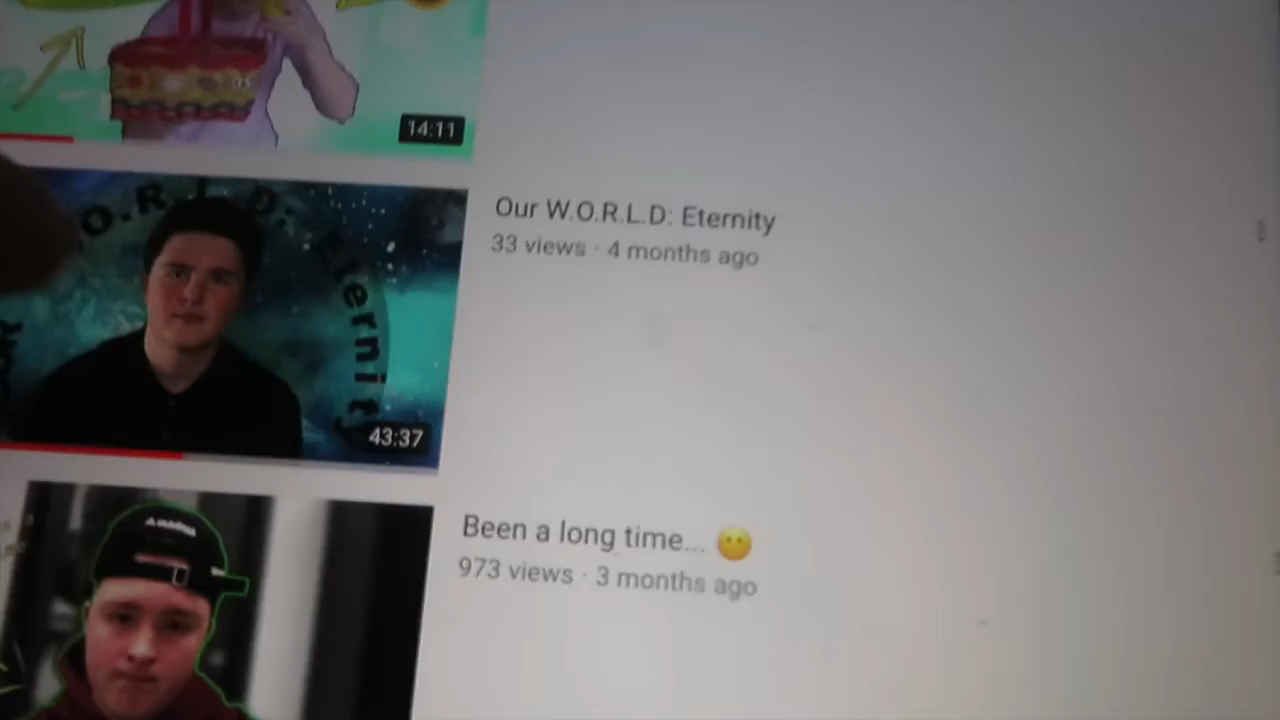 14:11
O.R.L.D:
Eternity
43:37
Our W.O.R.L.D: Eternity
33 views · 4 months ago
Been a long time... 😶
973 views · 3 months ago